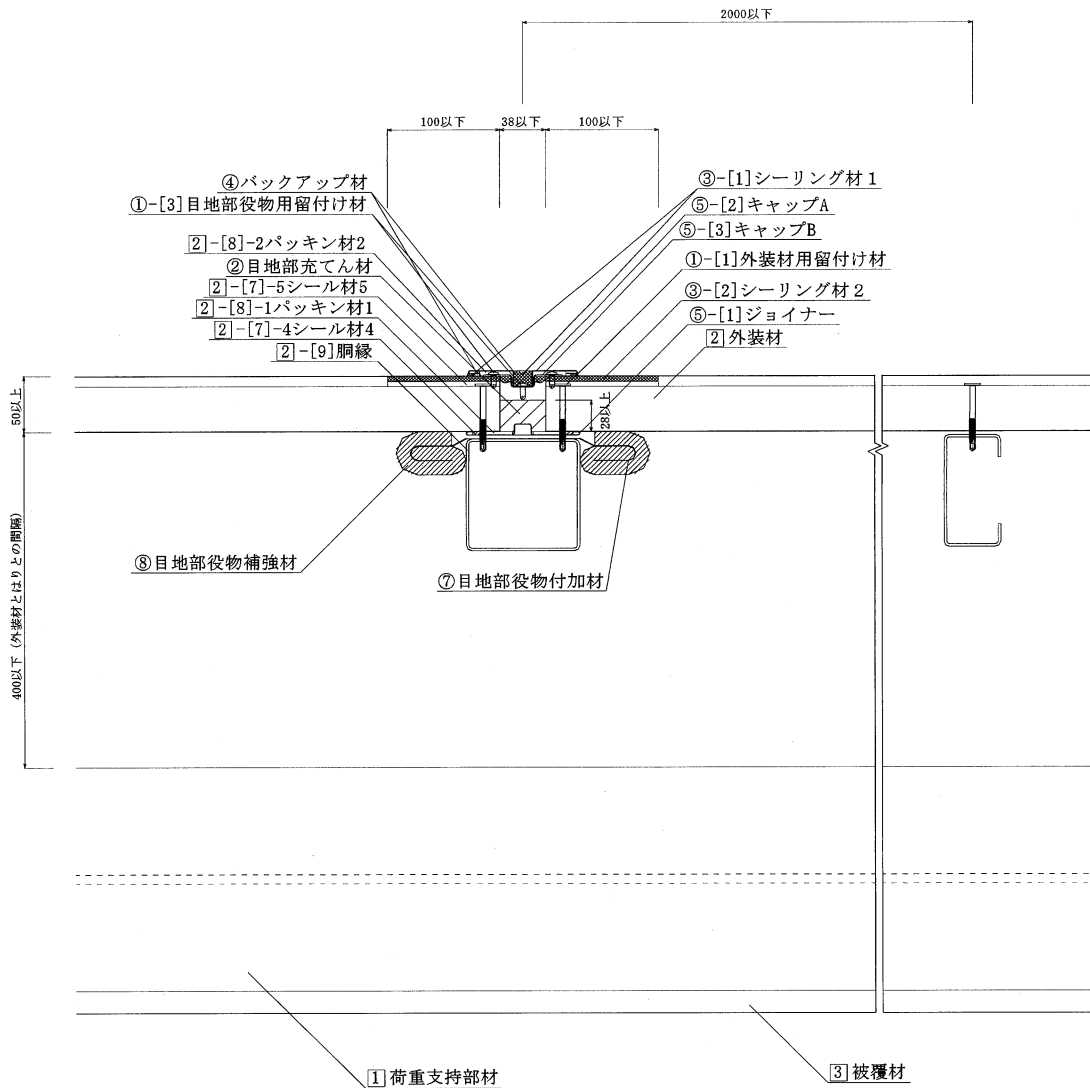 2000以下
100以下
38以下
100以下
④バックアップ材
①-[3]目地部役物用留付け材
2-[8]-2パッキン材2
②目地部充てん材
2-[7]-5シール材5
2-[8]-1パッキン材1
2-[7]-4シール材4
2-[9]胴縁
③-[1]シーリング材1
⑤-[2]キャップA
⑤-[3]キャップB
①-[1]外装材用留付け材
③-[2]シーリング材2
⑤-[1]ジョイナー
2外装材
50以上
28以上
400以下(外装材とはりとの間隔)
⑧目地部役物補強材
⑦目地部役物付加材
1荷重支持部材
3被覆材